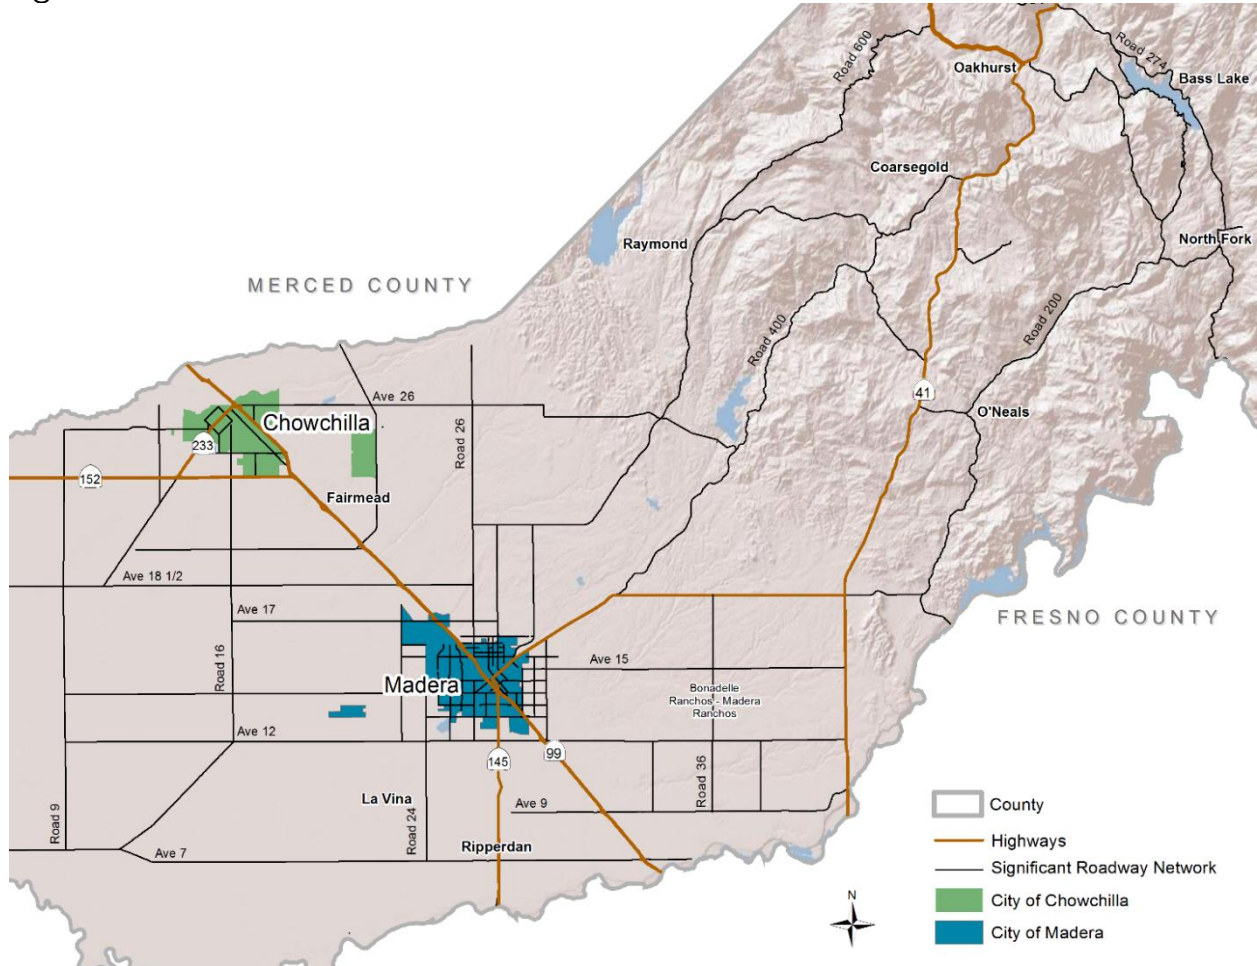 Road 600
Oakhurst
Road 274
Bass Lake
Coarsegold
Raymond
North Fork
MERCED COUNTY
Road 400
Road 200
Ave 26
41
Chowchilla
O'Neals
233
Road 26
152
Fairmead
Ave 18 1/2
Ave 17
FRESNO COUNTY
Road 16
Ave 15
Madera
Bonadelle
Ranchos - Madera
Ranchos
Ave 12
99
145
Road 36
La Vina
Ave 9
Road 9
Road 24
Ripperdan
Ave 7
County
Highways
Significant Roadway Network
City of Chowchilla
City of Madera
N